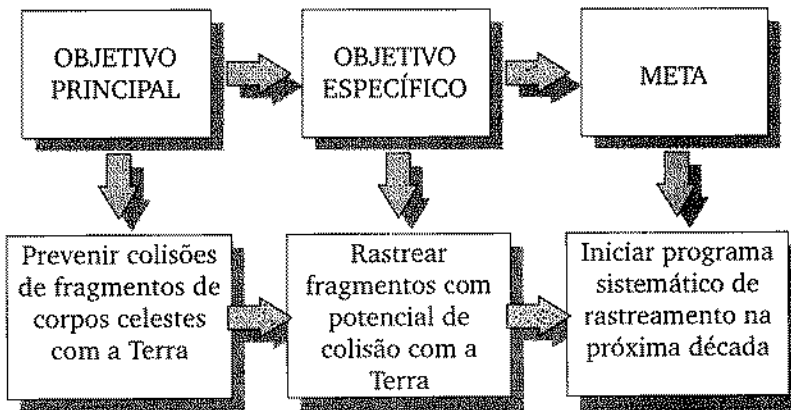 OBJETIVO
PRINCIPAL
OBJETIVO
ESPECÍFICO
META
Prevenir colisões
de fragmentos de
corpos celestes
com a Terra
Rastrear
fragmentos com
potencial de
colisão com a
Terra
Iniciar programa
sistemático de
rastreamento na
próxima década